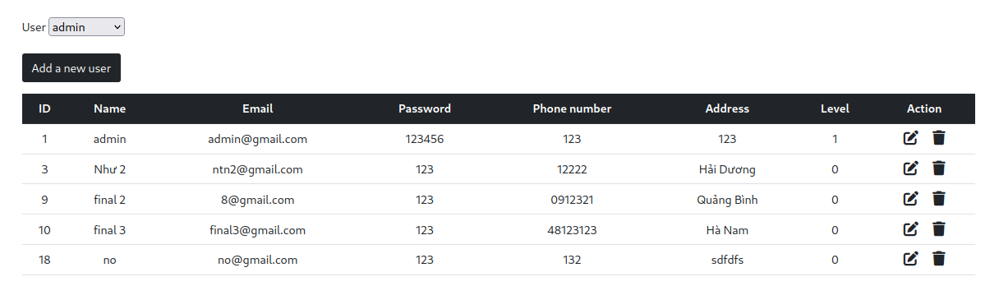 User admin
Add a new user
ID Name Email Password Phone number Address Level Action
1 admin admin@gmail.com 123456 123 123 1
3 Như 2 ntn2@gmail.com 123 12222 Hải Dương 0
9 final 2 8@gmail.com 123 0912321 Quảng Bình 0
10 final 3 final3@gmail.com 123 48123123 Hà Nam 0
18 no no@gmail.com 123 132 sdfdfs 0